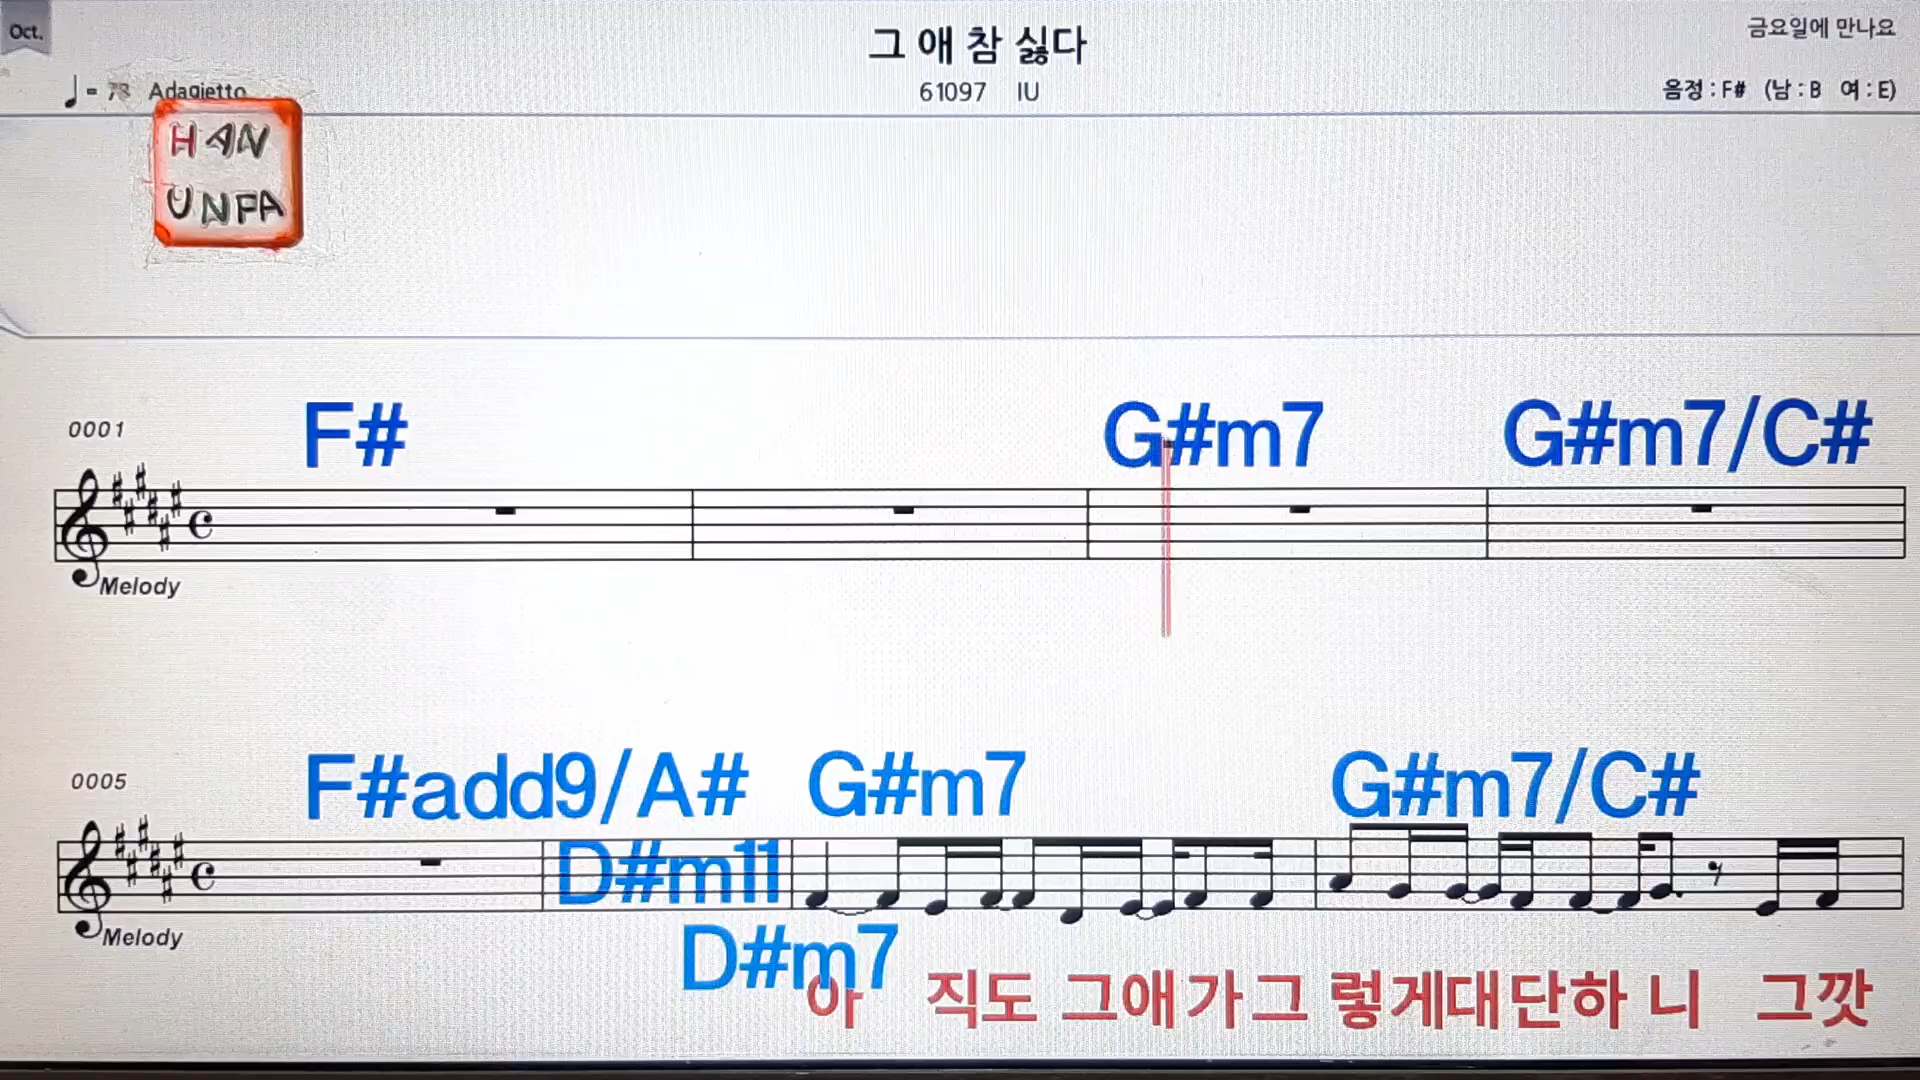 Oct.
그 애 참 싫다
금요일에 만나요
♩= 78 Adagietto
61097 IU
음정 : F# (남 : B 여 : E)
HAN
UNFA
F# G#m7 G#m7/C#
0001
Melody
F#add9/A# G#m7 G#m7/C#
0005
D#m11
Melody
D#m7
아 직도 그애가그 렇게대단하 니 그깟